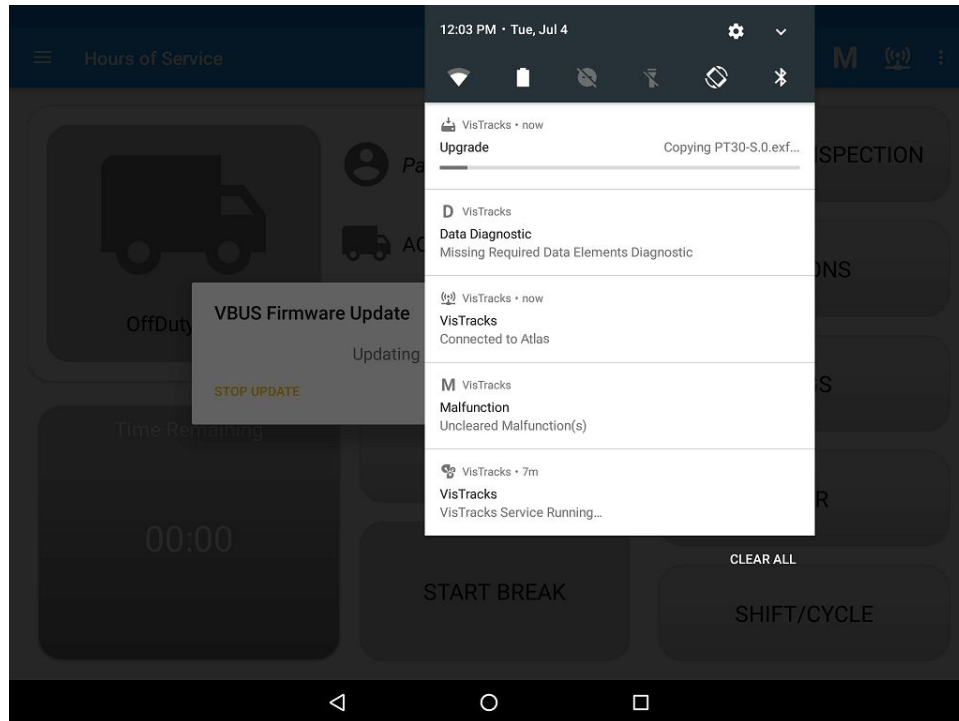 12:03 PM • Tue, Jul 4
Hours of Service
M
VisTracks • now
Upgrade
Copying PT30-S.0.exf...
D VisTracks
Data Diagnostic
Missing Required Data Elements Diagnostic
VisTracks • now
VisTracks
Connected to Atlas
M VisTracks
Malfunction
Uncleared Malfunction(s)
VisTracks • 7m
VisTracks
VisTracks Service Running...
CLEAR ALL
Pa
AC
OffDuty
VBUS Firmware Update
Updating
STOP UPDATE
Time Remaining
00:00
START BREAK
SPECTION
ONS
S
R
SHIFT/CYCLE